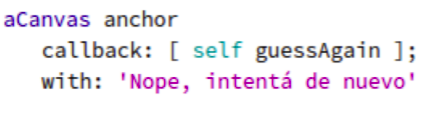 aCanvas anchor
callback: [ self guessAgain ];
with: 'Nope, intentá de nuevo'